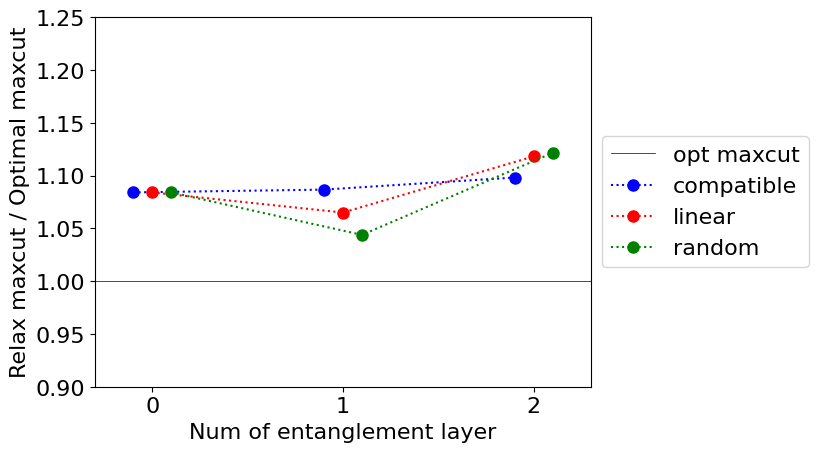 Relax maxcut / Optimal maxcut
1.25
1.20
1.15
1.10
1.05
1.00
0.95
0.90
0
1
2
Num of entanglement layer
opt maxcut
compatible
linear
random